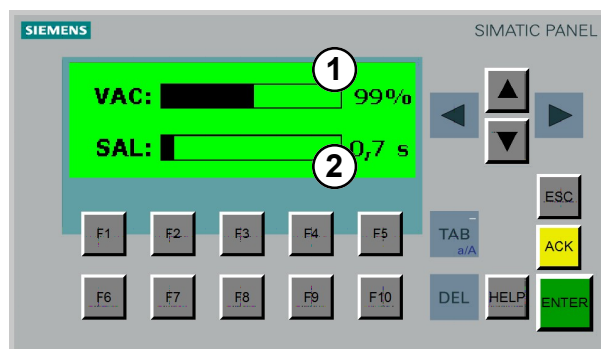 SIEMENS
SIMATIC PANEL
1
VAC: 99%
SAL: 0,7 s
2
F1 F2 F3 F4 F5
TAB
a/A
ESC
ACK
F6 F7 F8 F9 F10
DEL HELP ENTER